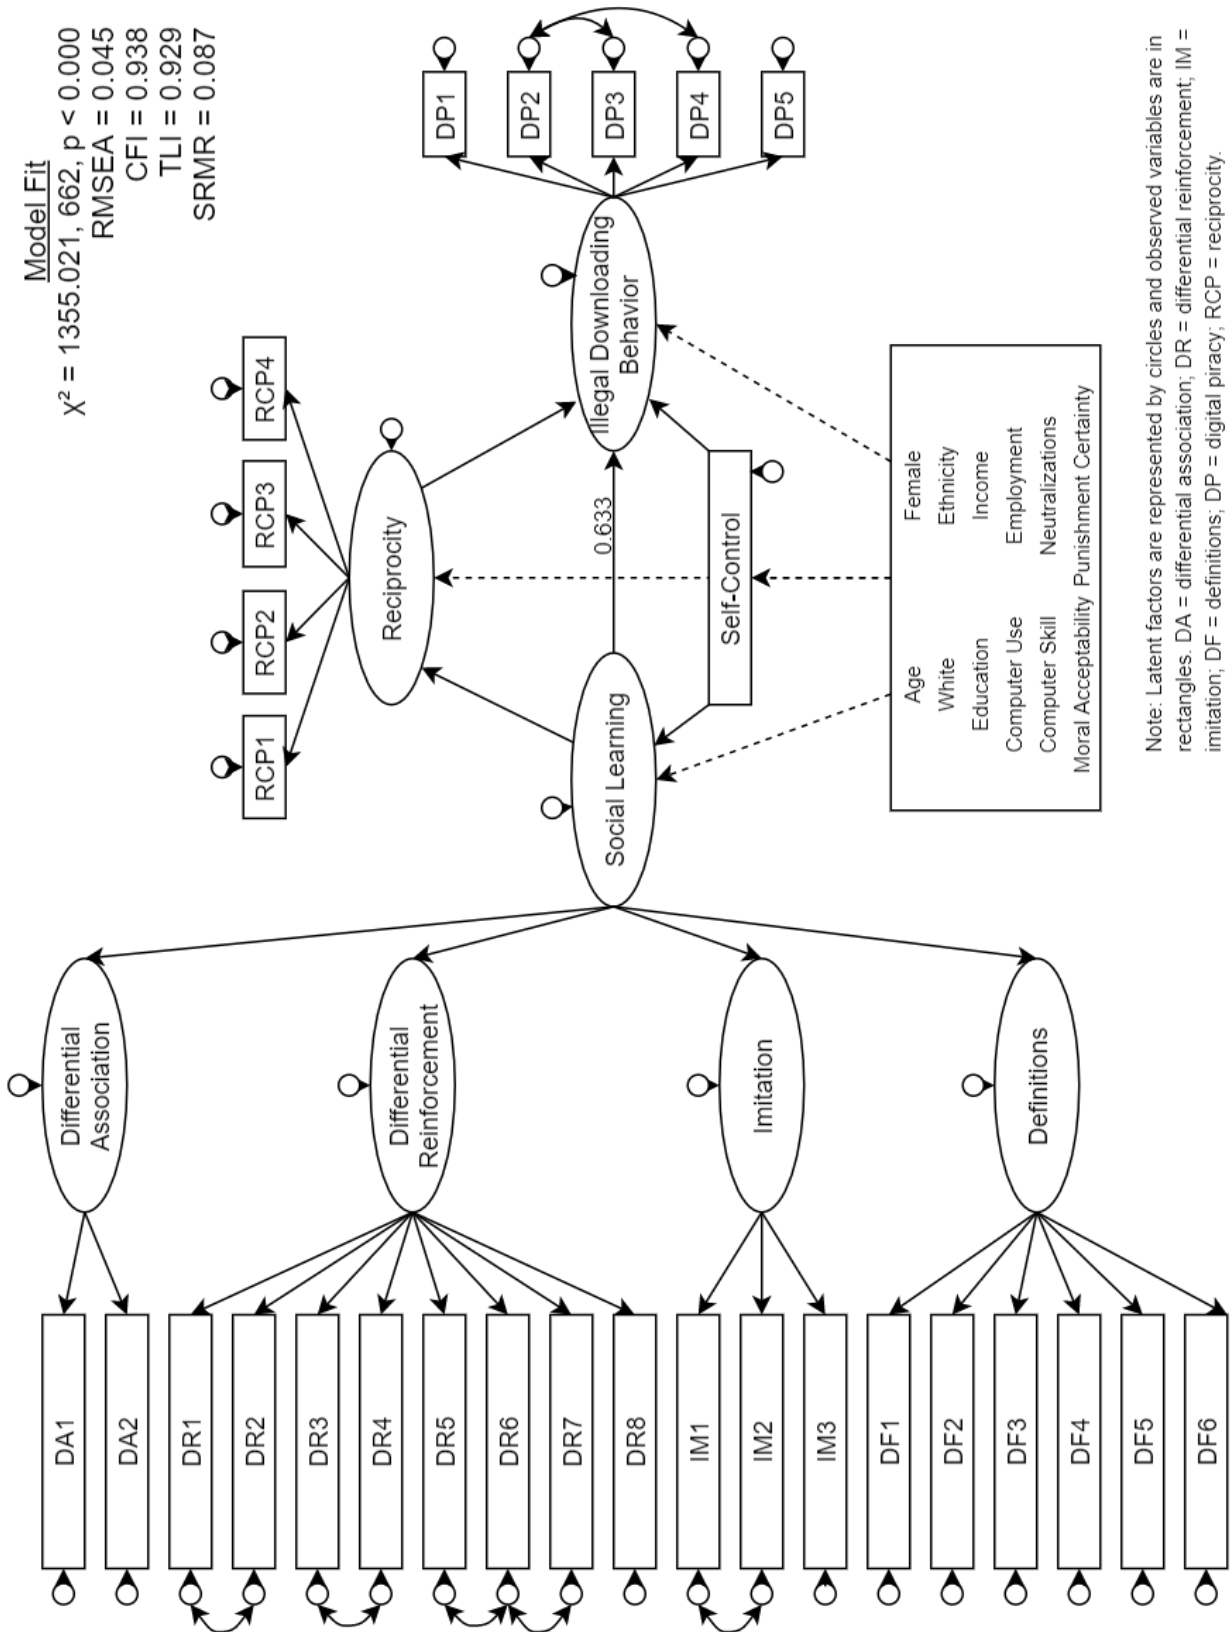 Model Fit
χ² = 1355.021, 662, p < 0.000
RMSEA = 0.045
CFI = 0.938
TLI = 0.929
SRMR = 0.087
DA1
DA2
DR1
DR2
DR3
DR4
DR5
DR6
DR7
DR8
IM1
IM2
IM3
DF1
DF2
DF3
DF4
DF5
DF6
Differential
Association
Differential
Reinforcement
Imitation
Definitions
Social Learning
RCP1
RCP2
RCP3
RCP4
Reciprocity
0.633
Self-Control
Illegal Downloading
Behavior
DP1
DP2
DP3
DP4
DP5
Age
Female
White
Ethnicity
Education
Income
Computer Use
Employment
Computer Skill
Neutralizations
Moral Acceptability
Punishment Certainty
Note: Latent factors are represented by circles and observed variables are in
rectangles. DA = differential association; DR = differential reinforcement; IM =
imitation; DF = definitions; DP = digital piracy; RCP = reciprocity.